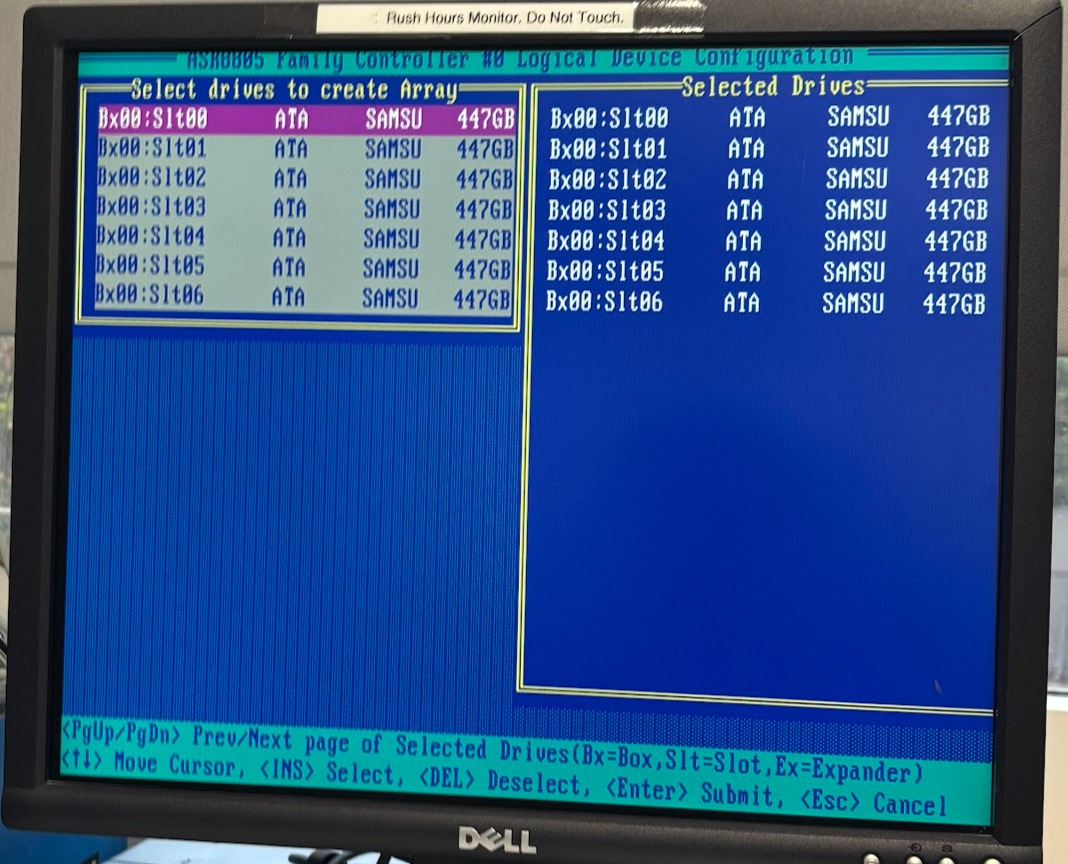 Rush Hours Monitor. Do Not Touch.
ASR8805 Family Controller #0 Logical Device Configuration
Select drives to create Array
Bx00:Slt00 ATA SAMSU 447GB
Bx00:Slt01 ATA SAMSU 447GB
Bx00:Slt02 ATA SAMSU 447GB
Bx00:Slt03 ATA SAMSU 447GB
Bx00:Slt04 ATA SAMSU 447GB
Bx00:Slt05 ATA SAMSU 447GB
Bx00:Slt06 ATA SAMSU 447GB
Selected Drives
Bx00:Slt00 ATA SAMSU 447GB
Bx00:Slt01 ATA SAMSU 447GB
Bx00:Slt02 ATA SAMSU 447GB
Bx00:Slt03 ATA SAMSU 447GB
Bx00:Slt04 ATA SAMSU 447GB
Bx00:Slt05 ATA SAMSU 447GB
Bx00:Slt06 ATA SAMSU 447GB
<PgUp/PgDn> Prev/Next page of Selected Drives(Bx=Box,Slt=Slot,Ex=Expander)
<↑↓> Move Cursor, <INS> Select, <DEL> Deselect, <Enter> Submit, <Esc> Cancel
DELL